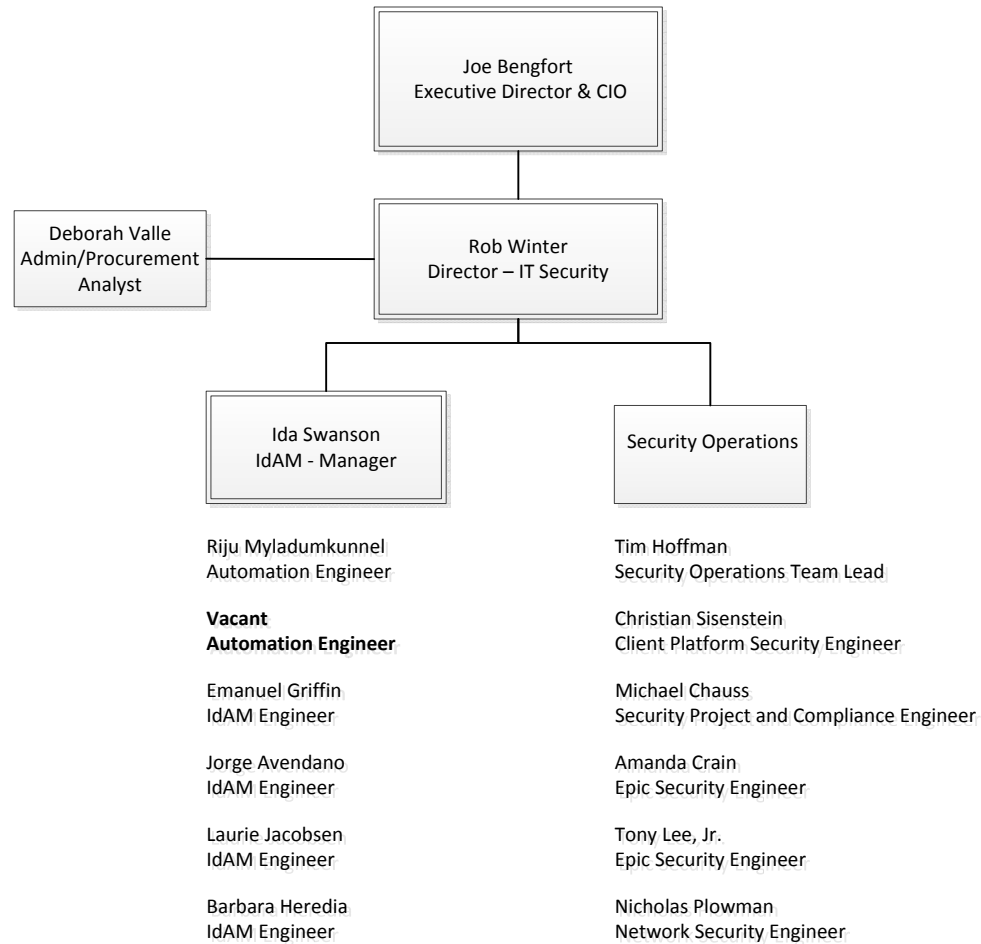 Joe Bengfort
Executive Director & CIO
Deborah Valle
Admin/Procurement
Analyst
Rob Winter
Director – IT Security
Ida Swanson
IdAM - Manager
Security Operations
Riju Myladumkunnel
Automation Engineer
Vacant
Automation Engineer
Emanuel Griffin
IdAM Engineer
Jorge Avendano
IdAM Engineer
Laurie Jacobsen
IdAM Engineer
Barbara Heredia
IdAM Engineer
Tim Hoffman
Security Operations Team Lead
Christian Sisenstein
Client Platform Security Engineer
Michael Chauss
Security Project and Compliance Engineer
Amanda Crain
Epic Security Engineer
Tony Lee, Jr.
Epic Security Engineer
Nicholas Plowman
Network Security Engineer